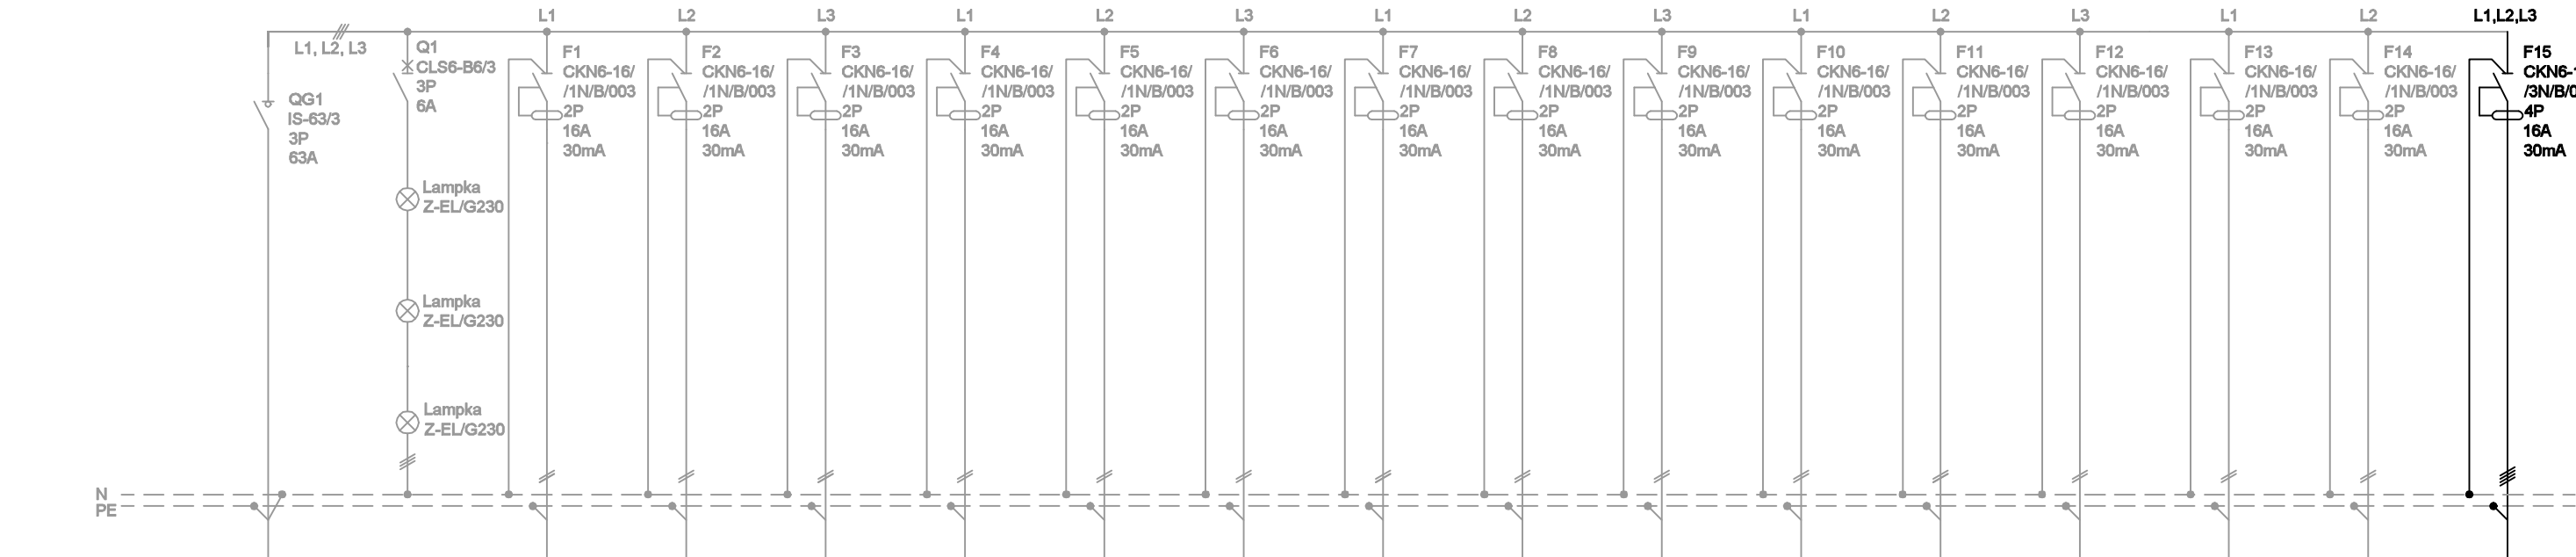 L1 L2 L3 L1 L2 L3 L1 L2 L3 L1 L2 L3 L1 L2 L1,L2,L3
L1, L2, L3
QG1
IS-63/3
3P
63A
Q1
CLS6-B6/3
3P
6A
Lampka
Z-EL/G230
Lampka
Z-EL/G230
Lampka
Z-EL/G230
F1
CKN6-16/
/1N/B/003
2P
16A
30mA
F2
CKN6-16/
/1N/B/003
2P
16A
30mA
F3
CKN6-16/
/1N/B/003
2P
16A
30mA
F4
CKN6-16/
/1N/B/003
2P
16A
30mA
F5
CKN6-16/
/1N/B/003
2P
16A
30mA
F6
CKN6-16/
/1N/B/003
2P
16A
30mA
F7
CKN6-16/
/1N/B/003
2P
16A
30mA
F8
CKN6-16/
/1N/B/003
2P
16A
30mA
F9
CKN6-16/
/1N/B/003
2P
16A
30mA
F10
CKN6-16/
/1N/B/003
2P
16A
30mA
F11
CKN6-16/
/1N/B/003
2P
16A
30mA
F12
CKN6-16/
/1N/B/003
2P
16A
30mA
F13
CKN6-16/
/1N/B/003
2P
16A
30mA
F14
CKN6-16/
/1N/B/003
2P
16A
30mA
F15
CKN6-1
/3N/B/0
4P
16A
30mA
N
PE